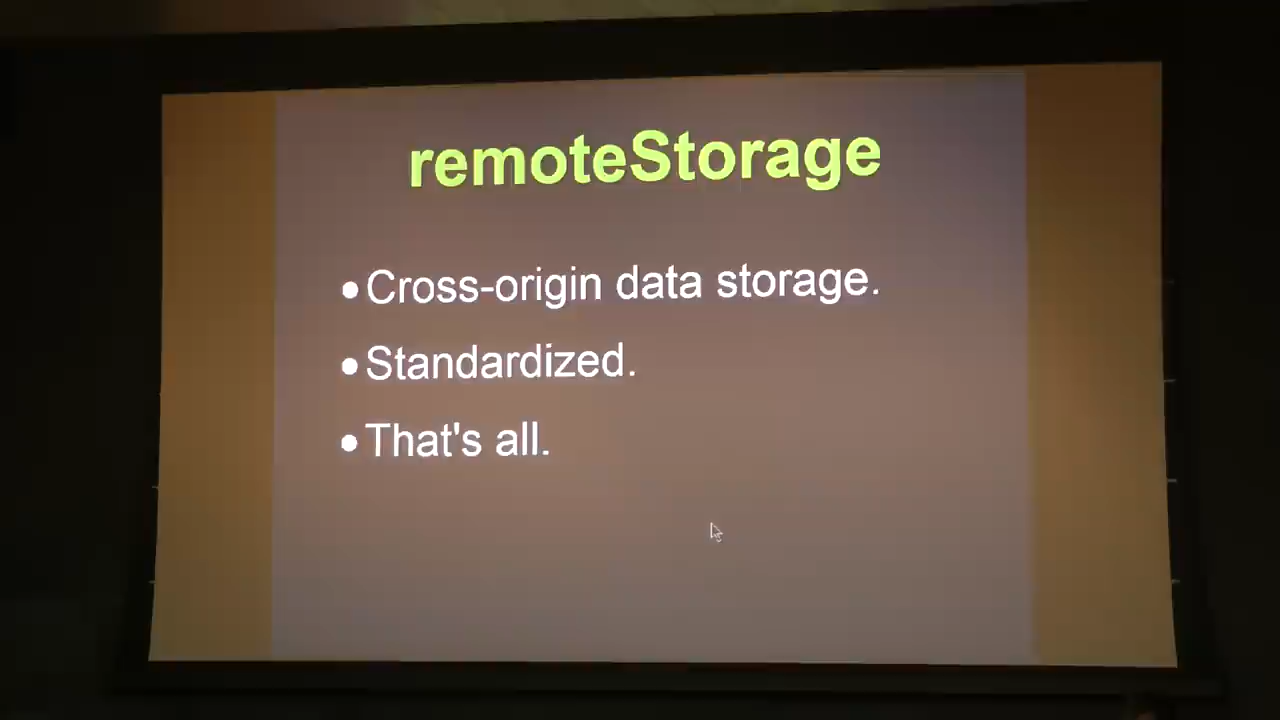 remoteStorage
•Cross-origin data storage.
•Standardized.
•That's all.